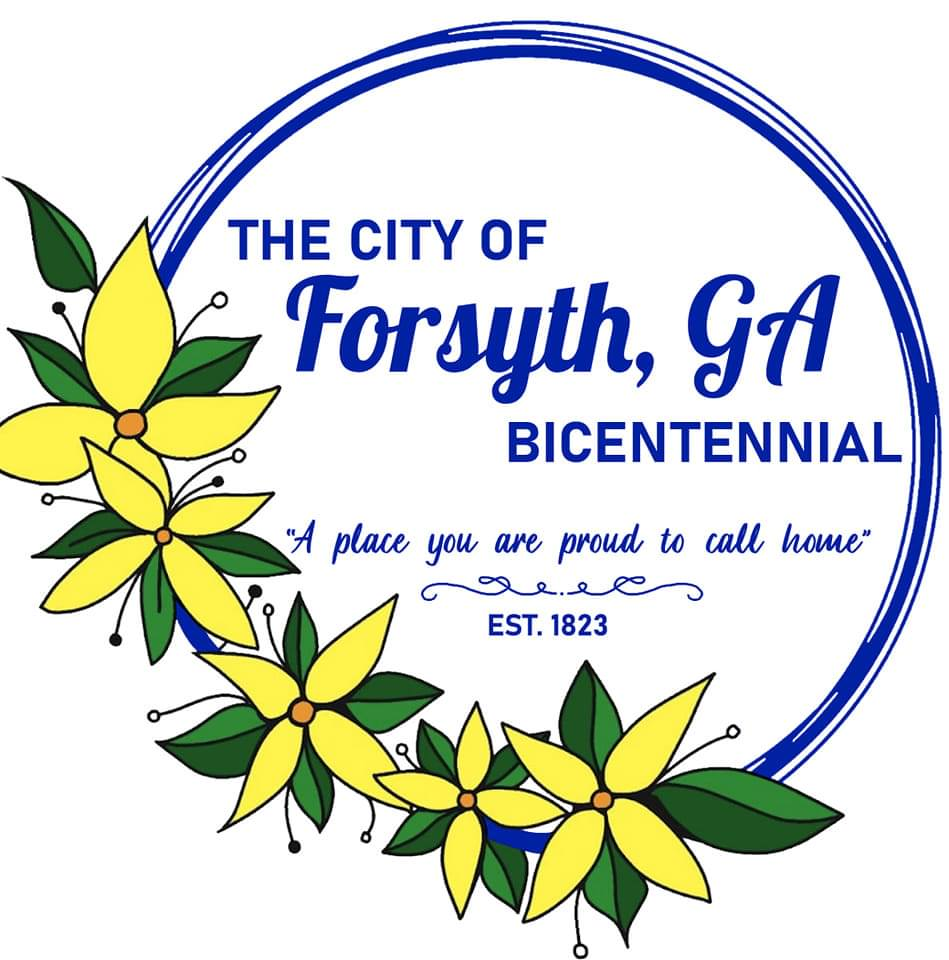 THE CITY OF
Forsyth, GA
BICENTENNIAL
"A place you are proud to call home"
EST. 1823